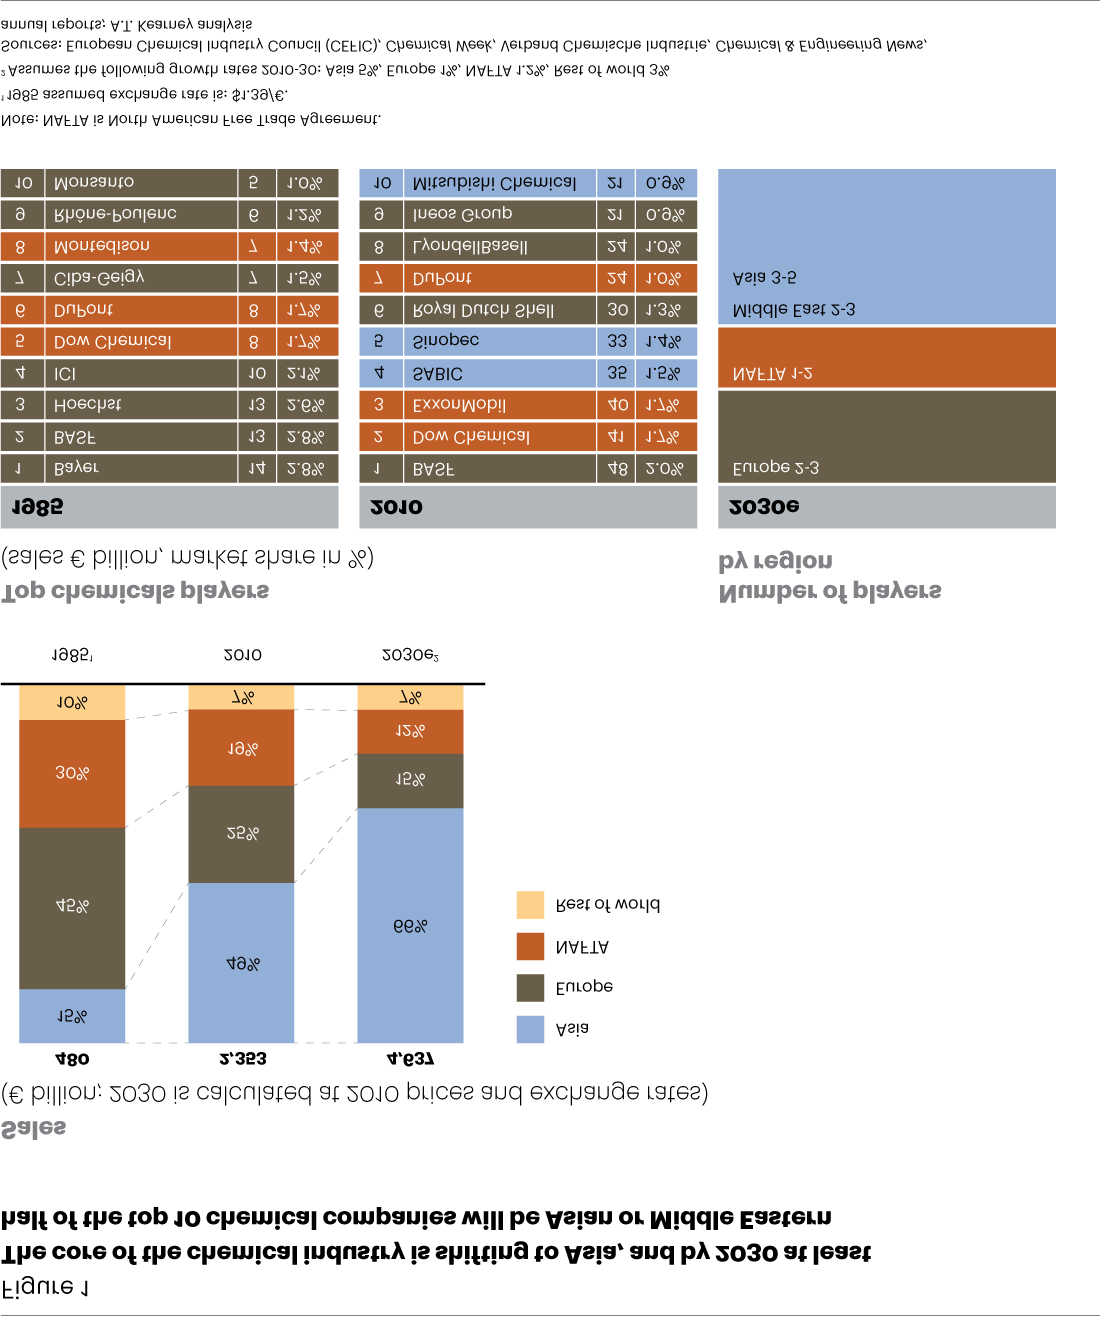 Figure 1
The core of the chemical industry is shifting to Asia, and by 2030 at least
half of the top 10 chemical companies will be Asian or Middle Eastern
Sales
(€ billion; 2030 is calculated at 2010 prices and exchange rates)
480 2,353 4,637
15% 49% 66%
45% 25% 15%
30% 19% 12%
10% 7% 7%
1985¹ 2010 2030e²
Asia
Europe
NAFTA
Rest of world
Top chemicals players
(sales € billion, market share in %)
1985
1 Bayer 14 2.8%
2 BASF 13 2.8%
3 Hoechst 13 2.6%
4 ICI 10 2.1%
5 Dow Chemical 8 1.7%
6 DuPont 8 1.7%
7 Ciba-Geigy 7 1.5%
8 Montedison 7 1.4%
9 Rhône-Poulenc 6 1.2%
10 Monsanto 5 1.0%
2010
1 BASF 48 2.0%
2 Dow Chemical 41 1.7%
3 ExxonMobil 40 1.7%
4 SABIC 35 1.5%
5 Sinopec 33 1.4%
6 Royal Dutch Shell 30 1.3%
7 DuPont 24 1.0%
8 LyondellBasell 24 1.0%
9 Ineos Group 21 0.9%
10 Mitsubishi Chemical 21 0.9%
Number of players
by region
2030e
Europe 2-3
NAFTA 1-2
Middle East 2-3
Asia 3-5
Note: NAFTA is North American Free Trade Agreement.
¹ 1985 assumed exchange rate is: $1.39/€.
² Assumes the following growth rates 2010-30: Asia 5%, Europe 1%, NAFTA 1.2%, Rest of world 3%
Sources: European Chemical Industry Council (CEFIC), Chemical Week, Verband Chemische Industrie, Chemical & Engineering News,
annual reports; A.T. Kearney analysis